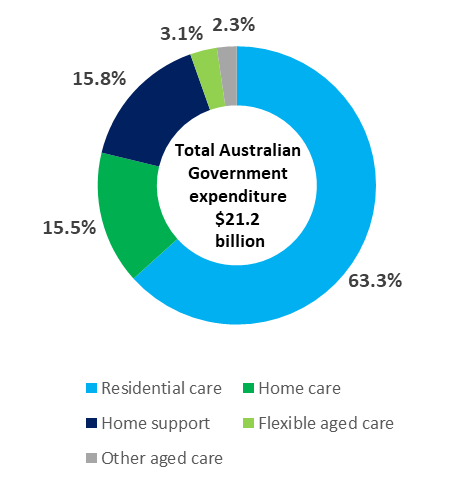 2.3%
3.1%
15.8%
Total Australian
Government
expenditure
$21.2
billion
15.5%
63.3%
Residential care
Home care
Home support
Flexible aged care
Other aged care